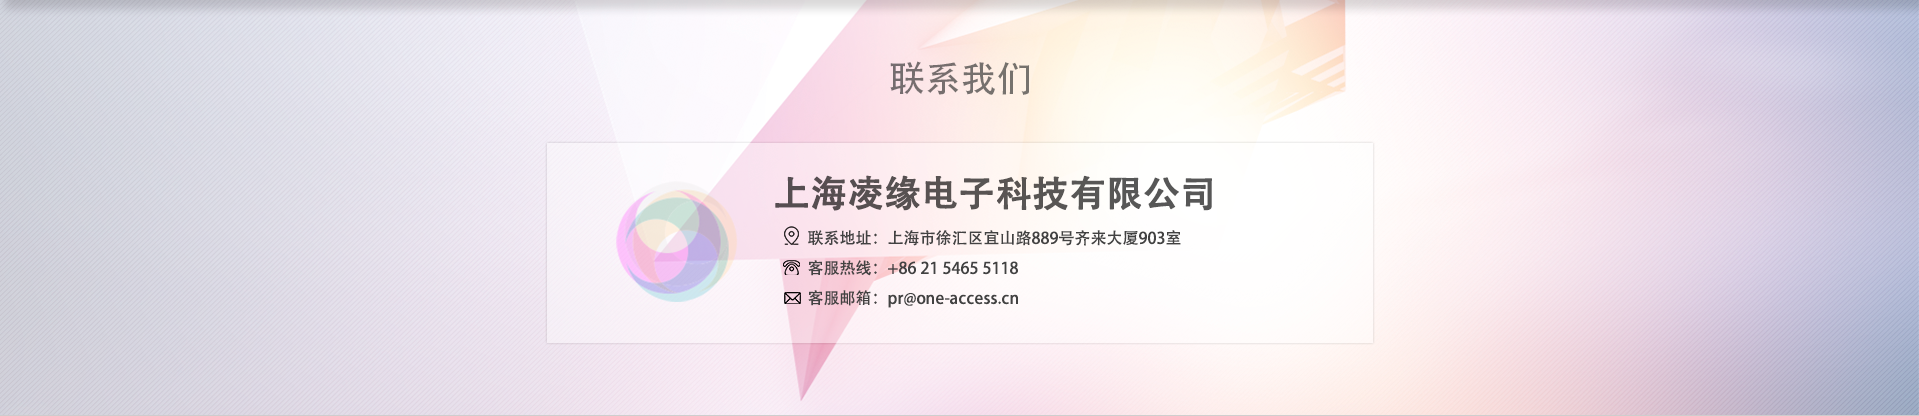 联系我们
上海凌缘电子科技有限公司
联系地址：上海市徐汇区宜山路889号齐来大厦903室
客服热线：+86 21 5465 5118
客服邮箱：pr@one-access.cn